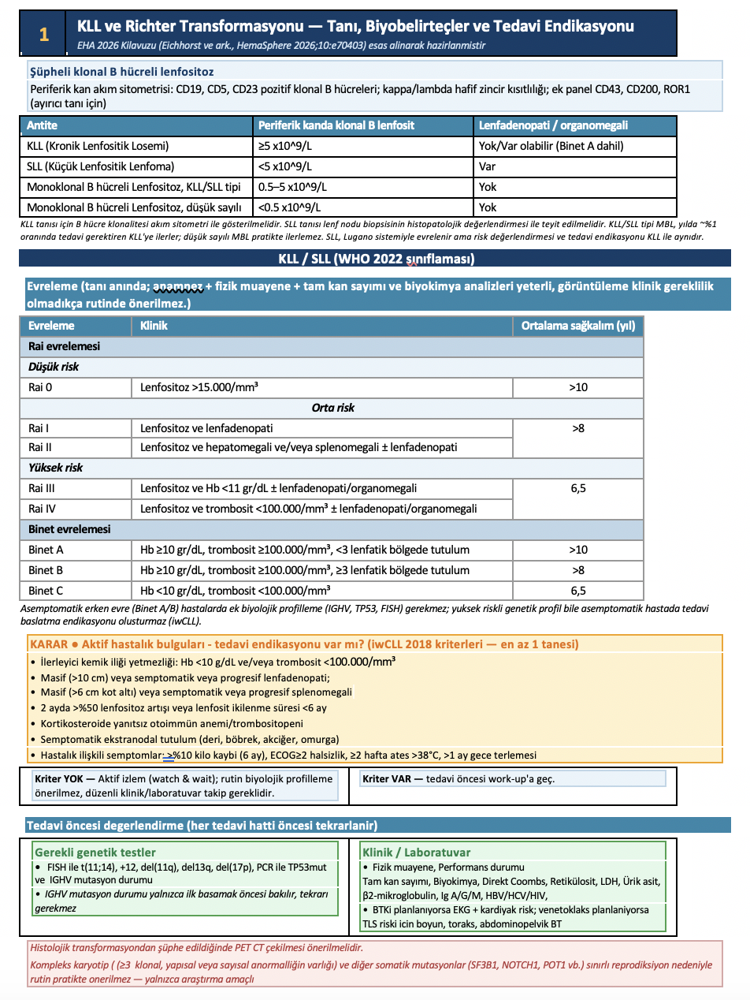 1
KLL ve Richter Transformasyonu — Tanı, Biyobelirteçler ve Tedavi Endikasyonu
EHA 2026 Kilavuzu (Eichhorst ve ark., HemaSphere 2026;10:e70403) esas alinarak hazirlanmistir
Şüpheli klonal B hücreli lenfositoz
Periferik kan akım sitometrisi: CD19, CD5, CD23 pozitif klonal B hücreleri; kappa/lambda hafif zincir kısıtlılığı; ek panel CD43, CD200, ROR1
(ayırıcı tanı için)
Antite Periferik kanda klonal B lenfosit Lenfadenopati / organomegali
KLL (Kronik Lenfositik Losemi) ≥5 x10^9/L Yok/Var olabilir (Binet A dahil)
SLL (Küçük Lenfositik Lenfoma) <5 x10^9/L Var
Monoklonal B hücreli Lenfositoz, KLL/SLL tipi 0.5–5 x10^9/L Yok
Monoklonal B hücreli Lenfositoz, düşük sayılı <0.5 x10^9/L Yok
KLL tanısı için B hücre klonalitesi akım sitometri ile gösterilmelidir. SLL tanısı lenf nodu biopsisinin histopatolojik değerlendirmesi ile teyit edilmelidir. KLL/SLL tipi MBL, yılda ~%1
oranında tedavi gerektiren KLL'ye ilerler; düşük sayılı MBL pratikte ilerlemez. SLL, Lugano sistemiyle evrelenir ama risk değerlendirmesi ve tedavi endikasyonu KLL ile aynıdır.
KLL / SLL (WHO 2022 sınıflaması)
Evreleme (tanı anında; anamnez + fizik muayene + tam kan sayımı ve biyokimya analizleri yeterli, görüntüleme klinik gereklilik
olmadıkça rutinde önerilmez.)
Evreleme Klinik Ortalama sağkalım (yıl)
Rai evrelemesi
Düşük risk
Rai 0 Lenfositoz >15.000/mm³ >10
Orta risk
Rai I Lenfositoz ve lenfadenopati >8
Rai II Lenfositoz ve hepatomegali ve/veya splenomegali ± lenfadenopati
Yüksek risk
Rai III Lenfositoz ve Hb <11 gr/dL ± lenfadenopati/organomegali 6,5
Rai IV Lenfositoz ve trombosit <100.000/mm³ ± lenfadenopati/organomegali
Binet evrelemesi
Binet A Hb ≥10 gr/dL, trombosit ≥100.000/mm³, <3 lenfatik bölgede tutulum >10
Binet B Hb ≥10 gr/dL, trombosit ≥100.000/mm³, ≥3 lenfatik bölgede tutulum >8
Binet C Hb <10 gr/dL, trombosit <100.000/mm³ 6,5
Asemptomatik erken evre (Binet A/B) hastalarda ek biyolojik profilleme (IGHV, TP53, FISH) gerekmez; yuksek riskli genetik profil bile asemptomatik hastada tedavi
baslatma endikasyonu olusturmaz (iwCLL).
KARAR ● Aktif hastalık bulguları - tedavi endikasyonu var mı? (iwCLL 2018 kriterleri — en az 1 tanesi)
• İlerleyici kemik iliği yetmezliği: Hb <10 g/dL ve/veya trombosit <100.000/mm³
• Masif (>10 cm) veya semptomatik veya progresif lenfadenopati;
• Masif (>6 cm kot altı) veya semptomatik veya progresif splenomegali
• 2 ayda >%50 lenfositoz artışı veya lenfosit ikilenme süresi <6 ay
• Kortikosteroide yanıtsız otoimmün anemi/trombositopeni
• Semptomatik ekstranodal tutulum (deri, böbrek, akciğer, omurga)
• Hastalık ilişkili semptomlar: >%10 kilo kaybi (6 ay), ECOG≥2 halsizlik, ≥2 hafta ates >38°C, >1 ay gece terlemesi
Kriter YOK — Aktif izlem (watch & wait); rutin biyolojik profilleme
önerilmez, düzenli klinik/laboratuvar takip gereklidir.
Kriter VAR — tedavi öncesi work-up'a geç.
Tedavi öncesi degerlendirme (her tedavi hatti öncesi tekrarlanir)
Gerekli genetik testler
• FISH ile t(11;14), +12, del(11q), del13q, del(17p), PCR ile TP53mut
ve IGHV mutasyon durumu
• IGHV mutasyon durumu yalnızca ilk basamak öncesi bakılır, tekrarı
gerekmez
Klinik / Laboratuvar
• Fizik muayene, Performans durumu
Tam kan sayımı, Biyokimya, Direkt Coombs, Retikülosit, LDH, Ürik asit,
β2-mikroglobulin, Ig A/G/M, HBV/HCV/HIV,
• BTKi planlanıyorsa EKG + kardiyak risk; venetoklaks planlaniyorsa
TLS riski icin boyun, toraks, abdominopelvik BT
Histolojik transformasyondan şüphe edildiğinde PET CT çekilmesi önerilmelidir.
Kompleks karyotip ( (≥3 klonal, yapısal veya sayısal anormalliğin varlığı) ve diğer somatik mutasyonlar (SF3B1, NOTCH1, POT1 vb.) sınırlı reprodiksiyon nedeniyle
rutin pratikte onerilmez — yalnızca araştırma amaçlı